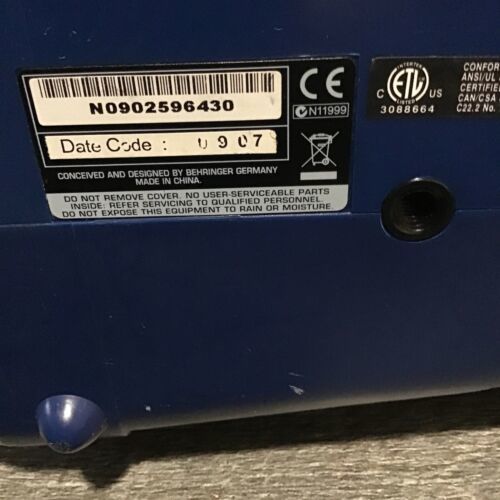 N0902596430
Date Code : 0907
CONCEIVED AND DESIGNED BY BEHRINGER GERMANY
MADE IN CHINA.
DO NOT REMOVE COVER. NO USER-SERVICEABLE PARTS
INSIDE: REFER SERVICING TO QUALIFIED PERSONNEL.
DO NOT EXPOSE THIS EQUIPMENT TO RAIN OR MOISTURE.
CE
N11999
INTERTEK
C ETL US
LISTED
3088664
CONFOR
ANSI/UL
CERTIFIED
CAN/CSA
C22.2 No.